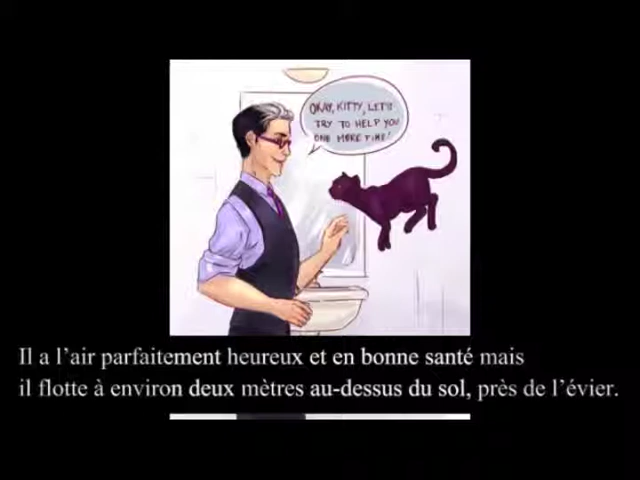 OKAY, KITTY, LET'S
TRY TO HELP YOU
ONE MORE TIME!
Il a l'air parfaitement heureux et en bonne santé mais
il flotte à environ deux mètres au-dessus du sol, près de l'évier.